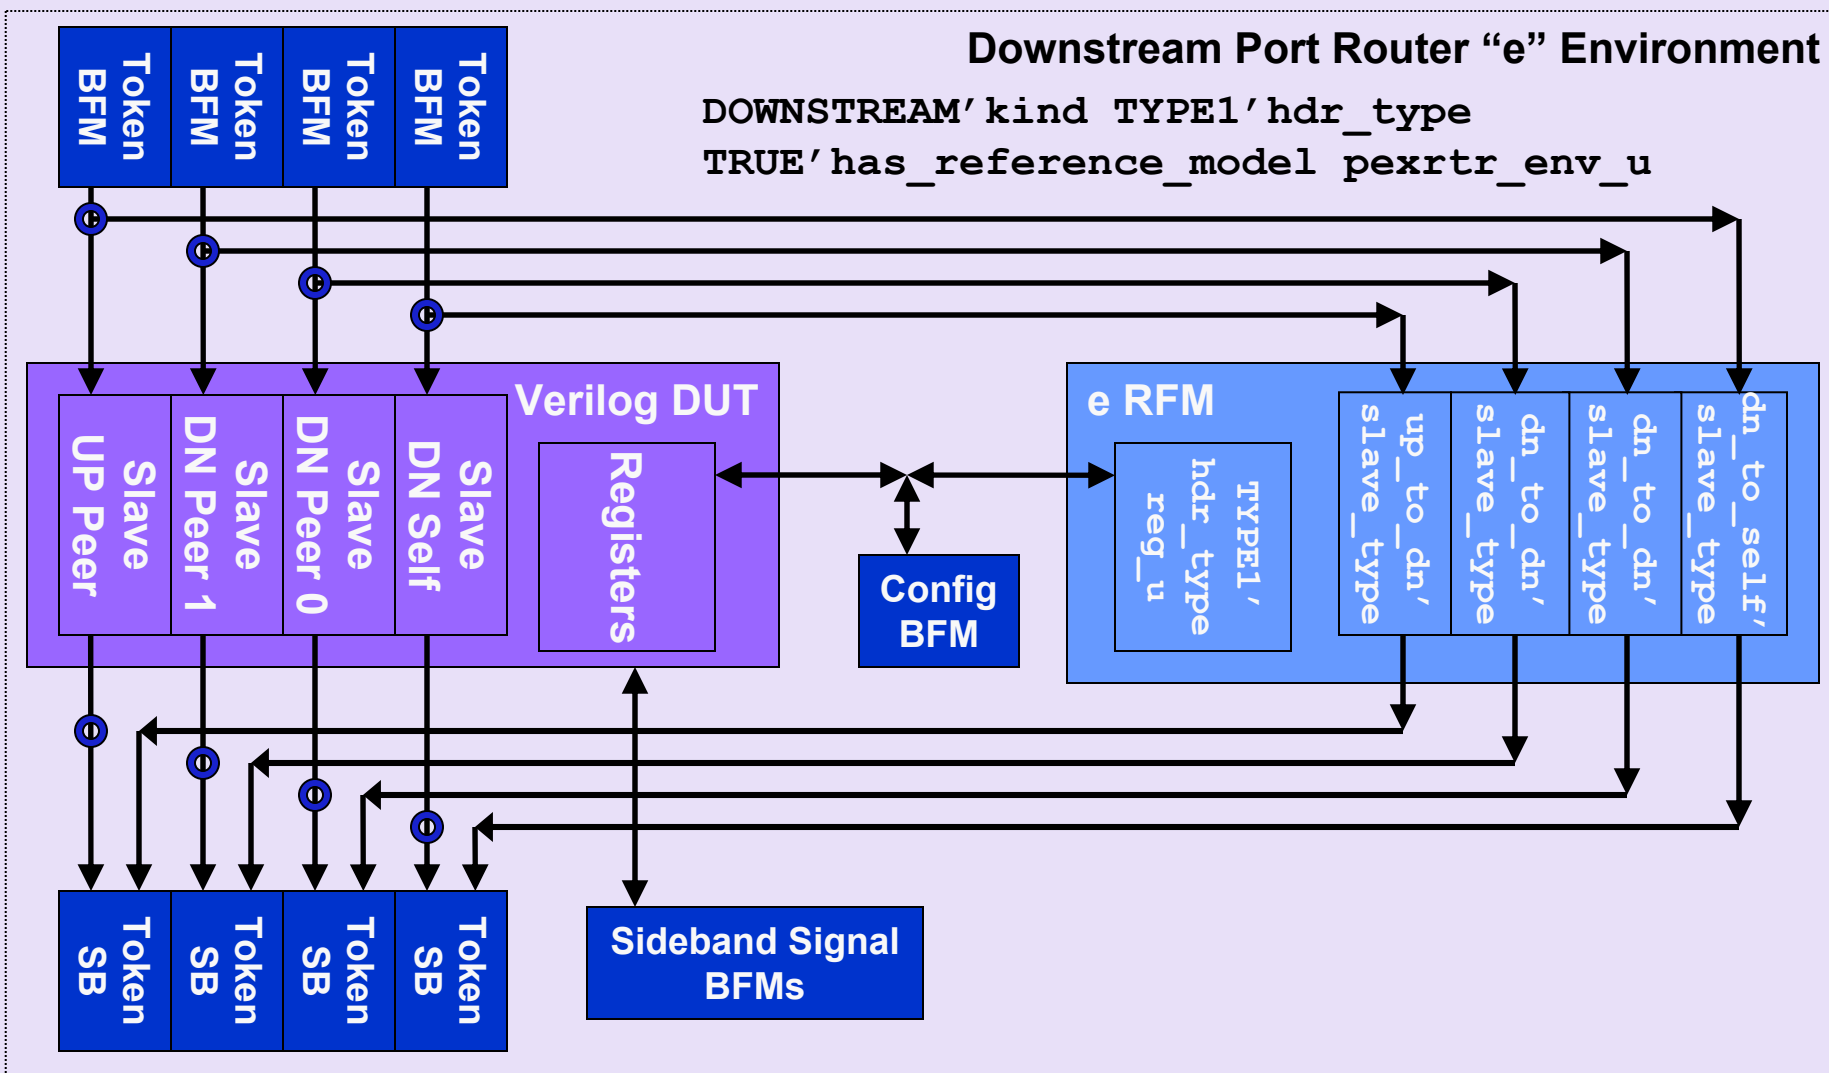 Downstream Port Router “e” Environment
DOWNSTREAM’kind TYPE1’hdr_type
TRUE’has_reference_model pexrtr_env_u
Token
BFM
Token
BFM
Token
BFM
Token
BFM
Verilog DUT
Slave
UP Peer
Slave
DN Peer 1
Slave
DN Peer 0
Slave
DN Self
Registers
Config
BFM
e RFM
TYPE1’
hdr_type
reg_u
up_to_dn’
slave_type
dn_to_dn’
slave_type
dn_to_dn’
slave_type
dn_to_self’
slave_type
Token
SB
Token
SB
Token
SB
Token
SB
Sideband Signal
BFMs